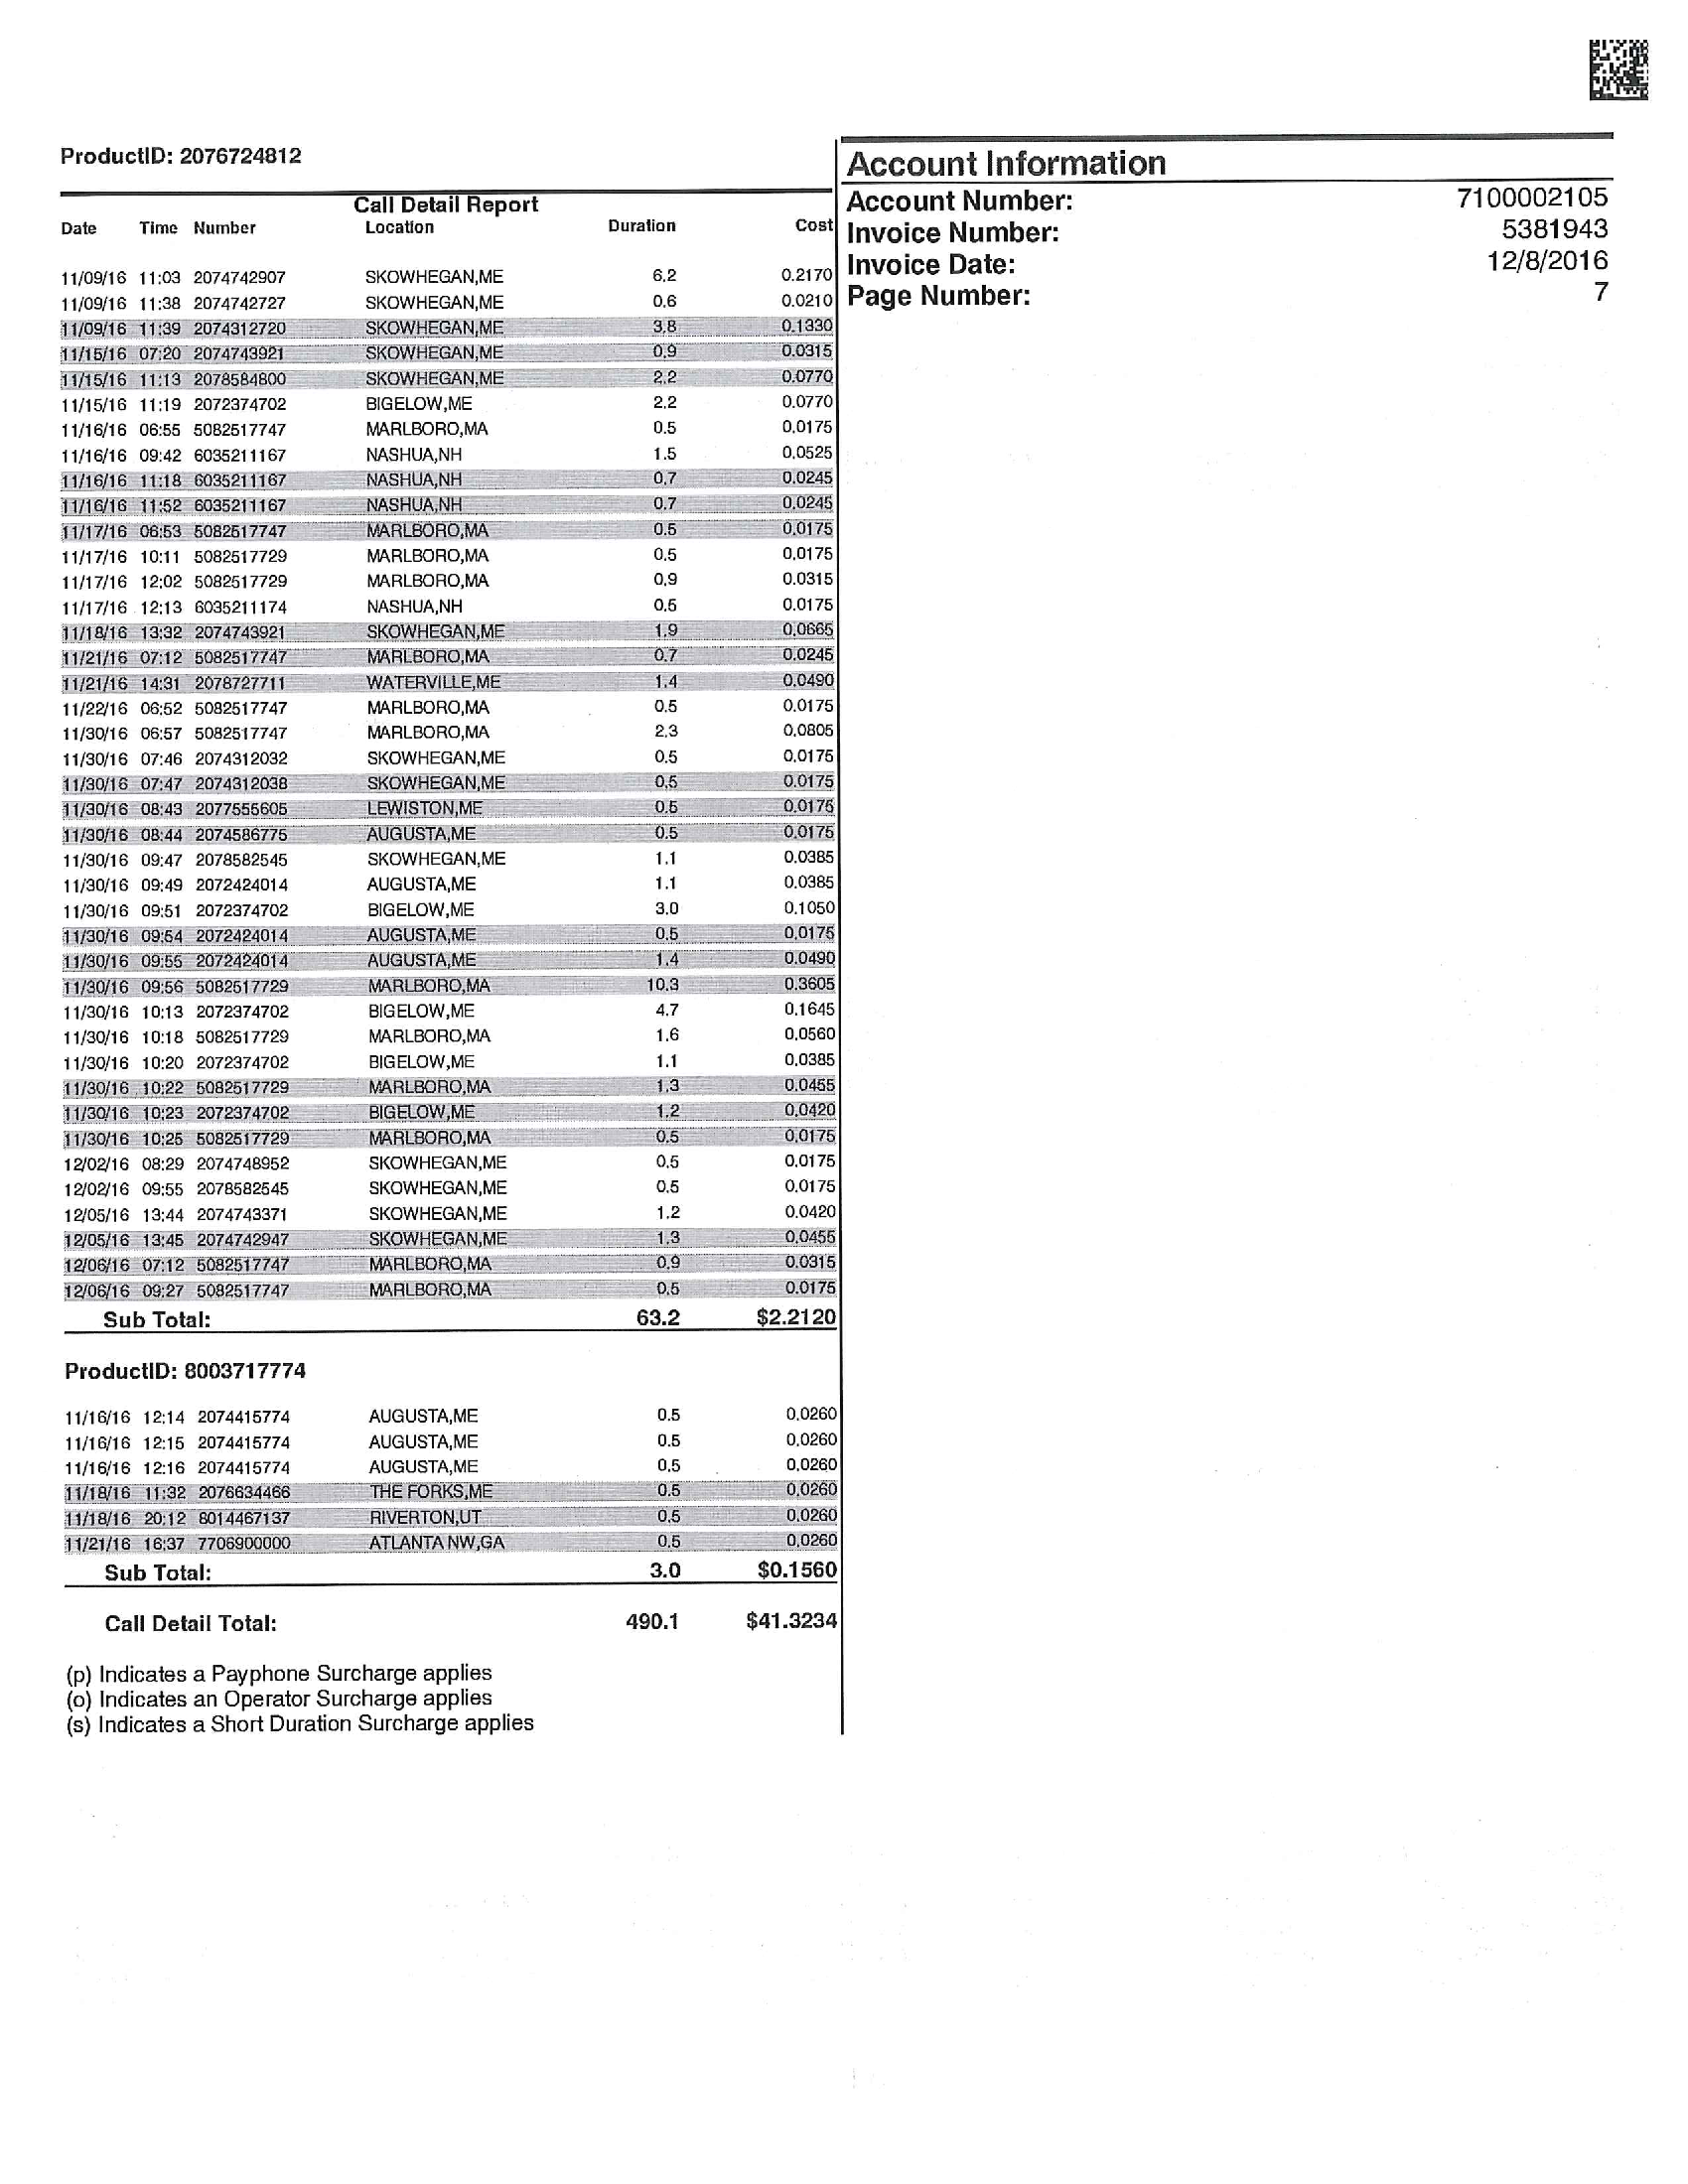 ProductID: 2076724812
Call Detail Report
Date Time Number Location Duration Cost
11/09/16 11:03 2074742907 SKOWHEGAN,ME 6.2 0.2170
11/09/16 11:38 2074742727 SKOWHEGAN,ME 0.6 0.0210
11/09/16 11:39 2074312720 SKOWHEGAN,ME 3.8 0.1330
11/15/16 07:20 2074743921 SKOWHEGAN,ME 0.9 0.0315
11/15/16 11:13 2078584800 SKOWHEGAN,ME 2.2 0.0770
11/15/16 11:19 2072374702 BIGELOW,ME 2.2 0.0770
11/16/16 06:55 5082517747 MARLBORO,MA 0.5 0.0175
11/16/16 09:42 6035211167 NASHUA,NH 1.5 0.0525
11/16/16 11:18 6035211167 NASHUA,NH 0.7 0.0245
11/16/16 11:52 6035211167 NASHUA,NH 0.7 0.0245
11/17/16 06:53 5082517747 MARLBORO,MA 0.5 0.0175
11/17/16 10:11 5082517729 MARLBORO,MA 0.5 0.0175
11/17/16 12:02 5082517729 MARLBORO,MA 0.9 0.0315
11/17/16 12:13 6035211174 NASHUA,NH 0.5 0.0175
11/18/16 13:32 2074743921 SKOWHEGAN,ME 1.9 0.0665
11/21/16 07:12 5082517747 MARLBORO,MA 0.7 0.0245
11/21/16 14:31 2078727711 WATERVILLE,ME 1.4 0.0490
11/22/16 06:52 5082517747 MARLBORO,MA 0.5 0.0175
11/30/16 06:57 5082517747 MARLBORO,MA 2.3 0.0805
11/30/16 07:46 2074312032 SKOWHEGAN,ME 0.5 0.0175
11/30/16 07:47 2074312038 SKOWHEGAN,ME 0.5 0.0175
11/30/16 08:43 2077555605 LEWISTON,ME 0.5 0.0175
11/30/16 08:44 2074586775 AUGUSTA,ME 0.5 0.0175
11/30/16 09:47 2078582545 SKOWHEGAN,ME 1.1 0.0385
11/30/16 09:49 2072424014 AUGUSTA,ME 1.1 0.0385
11/30/16 09:51 2072374702 BIGELOW,ME 3.0 0.1050
11/30/16 09:54 2072424014 AUGUSTA,ME 0.5 0.0175
11/30/16 09:55 2072424014 AUGUSTA,ME 1.4 0.0490
11/30/16 09:56 5082517729 MARLBORO,MA 10.3 0.3605
11/30/16 10:13 2072374702 BIGELOW,ME 4.7 0.1645
11/30/16 10:18 5082517729 MARLBORO,MA 1.6 0.0560
11/30/16 10:20 2072374702 BIGELOW,ME 1.1 0.0385
11/30/16 10:22 5082517729 MARLBORO,MA 1.3 0.0455
11/30/16 10:23 2072374702 BIGELOW,ME 1.2 0.0420
11/30/16 10:25 5082517729 MARLBORO,MA 0.5 0.0175
12/02/16 08:29 2074748952 SKOWHEGAN,ME 0.5 0.0175
12/02/16 09:55 2078582545 SKOWHEGAN,ME 0.5 0.0175
12/05/16 13:44 2074743371 SKOWHEGAN,ME 1.2 0.0420
12/05/16 13:45 2074742947 SKOWHEGAN,ME 1.3 0.0455
12/06/16 07:12 5082517747 MARLBORO,MA 0.9 0.0315
12/06/16 09:27 5082517747 MARLBORO,MA 0.5 0.0175
Sub Total: 63.2 $2.2120
ProductID: 8003717774
11/16/16 12:14 2074415774 AUGUSTA,ME 0.5 0.0260
11/16/16 12:15 2074415774 AUGUSTA,ME 0.5 0.0260
11/16/16 12:16 2074415774 AUGUSTA,ME 0.5 0.0260
11/18/16 11:32 2076634466 THE FORKS,ME 0.5 0.0260
11/18/16 20:12 8014467137 RIVERTON,UT 0.5 0.0260
11/21/16 16:37 7706900000 ATLANTA NW,GA 0.5 0.0260
Sub Total: 3.0 $0.1560
Call Detail Total: 490.1 $41.3234
(p) Indicates a Payphone Surcharge applies
(o) Indicates an Operator Surcharge applies
(s) Indicates a Short Duration Surcharge applies
Account Information
Account Number: 7100002105
Invoice Number: 5381943
Invoice Date: 12/8/2016
Page Number: 7